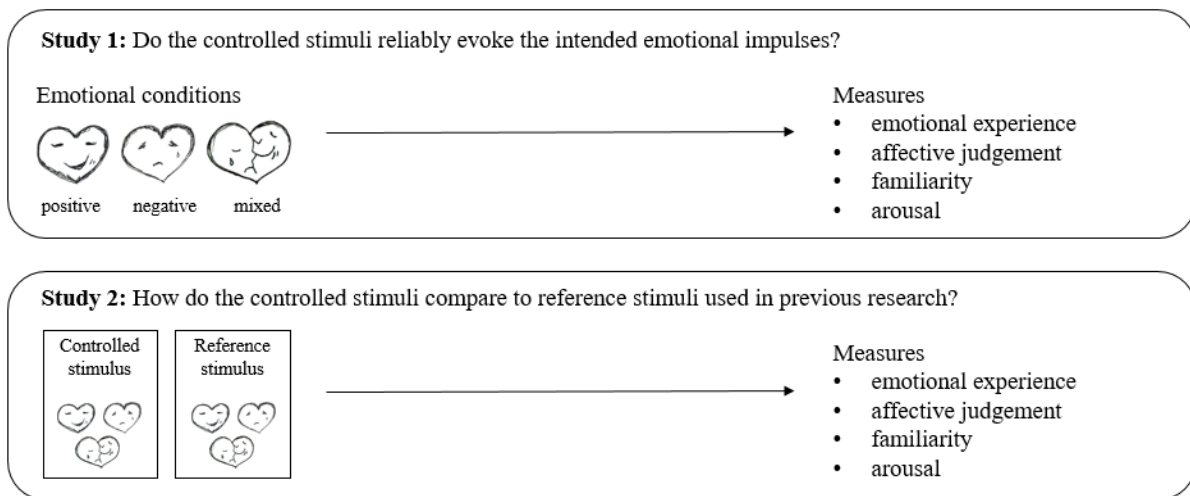 Study 1: Do the controlled stimuli reliably evoke the intended emotional impulses?
Emotional conditions
positive negative mixed
Measures
• emotional experience
• affective judgement
• familiarity
• arousal
Study 2: How do the controlled stimuli compare to reference stimuli used in previous research?
Controlled
stimulus
Reference
stimulus
Measures
• emotional experience
• affective judgement
• familiarity
• arousal